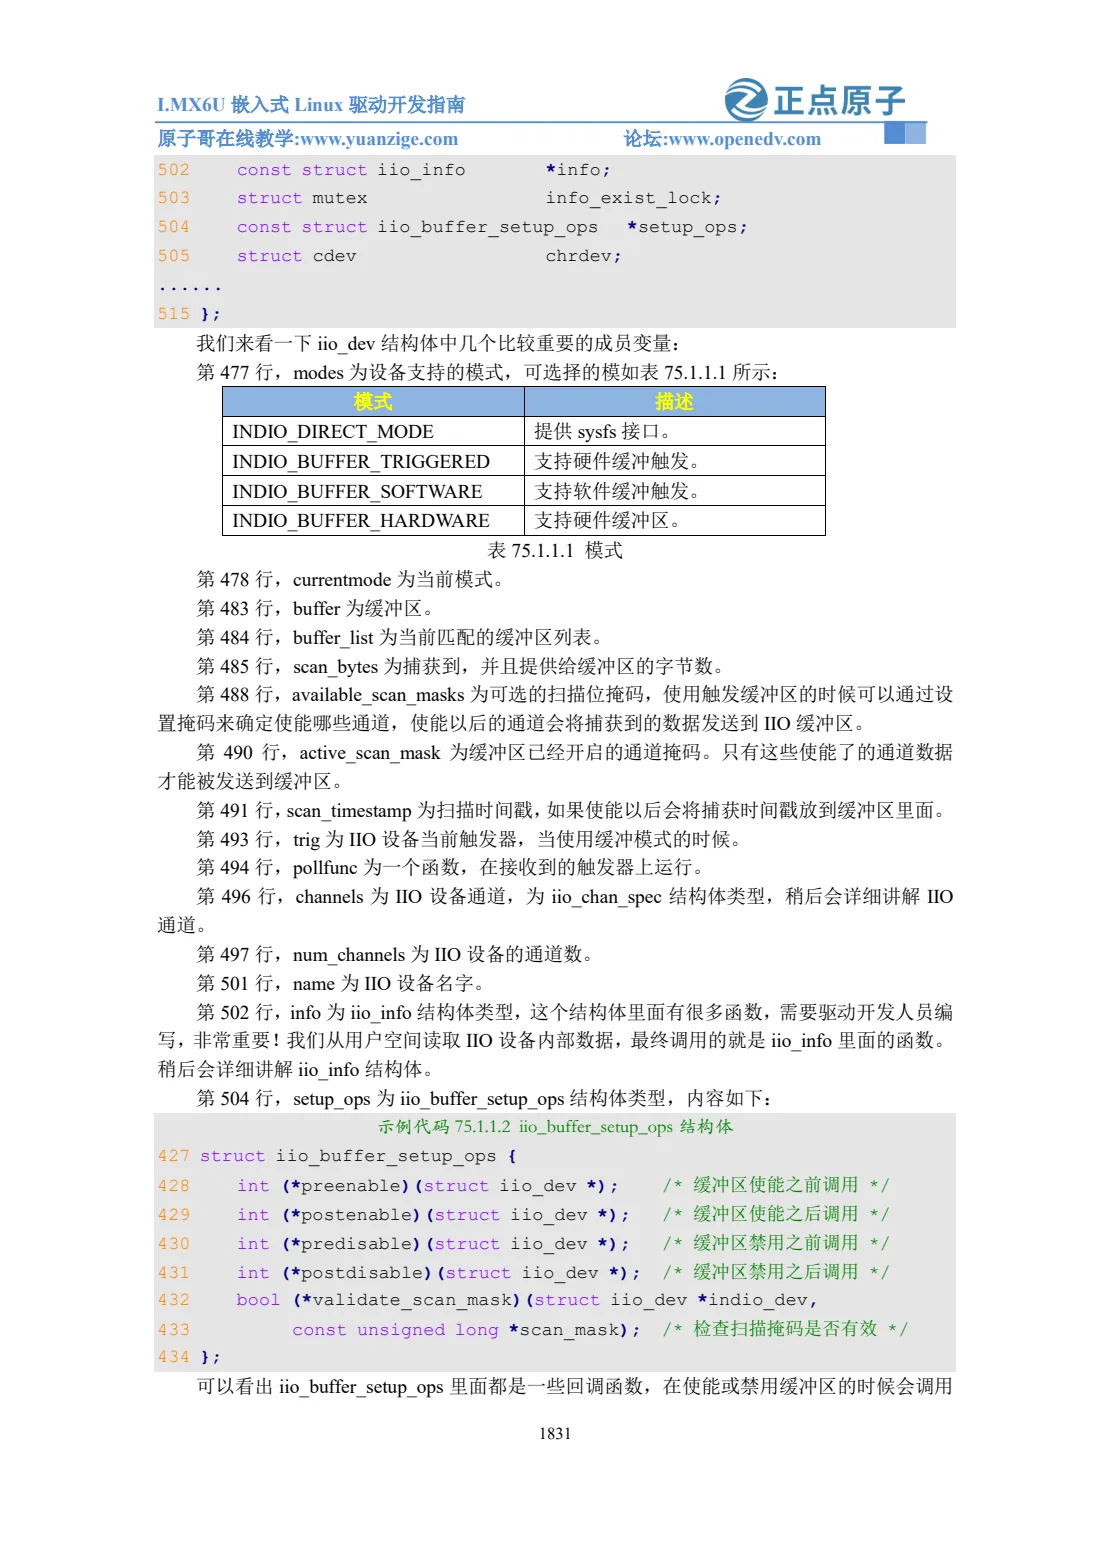 I.MX6U 嵌入式 Linux 驱动开发指南
正点原子
原子哥在线教学:www.yuanzige.com 论坛:www.openedv.com
502 const struct iio_info *info;
503 struct mutex info_exist_lock;
504 const struct iio_buffer_setup_ops *setup_ops;
505 struct cdev chrdev;
......
515 };
我们来看一下 iio_dev 结构体中几个比较重要的成员变量：
第 477 行，modes 为设备支持的模式，可选择的模如表 75.1.1.1 所示：
模式 描述
INDIO_DIRECT_MODE 提供 sysfs 接口。
INDIO_BUFFER_TRIGGERED 支持硬件缓冲触发。
INDIO_BUFFER_SOFTWARE 支持软件缓冲触发。
INDIO_BUFFER_HARDWARE 支持硬件缓冲区。
表 75.1.1.1 模式
第 478 行，currentmode 为当前模式。
第 483 行，buffer 为缓冲区。
第 484 行，buffer_list 为当前匹配的缓冲区列表。
第 485 行，scan_bytes 为捕获到，并且提供给缓冲区的字节数。
第 488 行，available_scan_masks 为可选的扫描位掩码，使用触发缓冲区的时候可以通过设
置掩码来确定使能哪些通道，使能以后的通道会将捕获到的数据发送到 IIO 缓冲区。
第 490 行，active_scan_mask 为缓冲区已经开启的通道掩码。只有这些使能了的通道数据
才能被发送到缓冲区。
第 491 行，scan_timestamp 为扫描时间戳，如果使能以后会将捕获时间戳放到缓冲区里面。
第 493 行，trig 为 IIO 设备当前触发器，当使用缓冲模式的时候。
第 494 行，pollfunc 为一个函数，在接收到的触发器上运行。
第 496 行，channels 为 IIO 设备通道，为 iio_chan_spec 结构体类型，稍后会详细讲解 IIO
通道。
第 497 行，num_channels 为 IIO 设备的通道数。
第 501 行，name 为 IIO 设备名字。
第 502 行，info 为 iio_info 结构体类型，这个结构体里面有很多函数，需要驱动开发人员编
写，非常重要！我们从用户空间读取 IIO 设备内部数据，最终调用的就是 iio_info 里面的函数。
稍后会详细讲解 iio_info 结构体。
第 504 行，setup_ops 为 iio_buffer_setup_ops 结构体类型，内容如下：
示例代码 75.1.1.2 iio_buffer_setup_ops 结构体
427 struct iio_buffer_setup_ops {
428 int (*preenable)(struct iio_dev *); /* 缓冲区使能之前调用 */
429 int (*postenable)(struct iio_dev *); /* 缓冲区使能之后调用 */
430 int (*predisable)(struct iio_dev *); /* 缓冲区禁用之前调用 */
431 int (*postdisable)(struct iio_dev *); /* 缓冲区禁用之后调用 */
432 bool (*validate_scan_mask)(struct iio_dev *indio_dev,
433 const unsigned long *scan_mask); /* 检查扫描掩码是否有效 */
434 };
可以看出 iio_buffer_setup_ops 里面都是一些回调函数，在使能或禁用缓冲区的时候会调用
1831